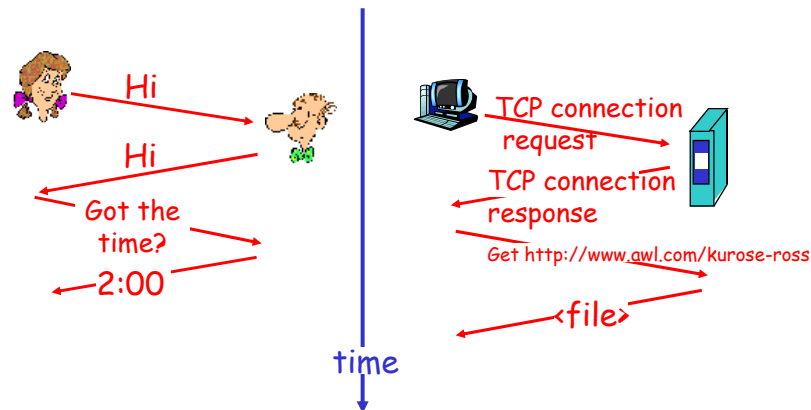 Hi
Hi
Got the
time?
2:00
TCP connection
request
TCP connection
response
Get http://www.awl.com/kurose-ross
<file>
time